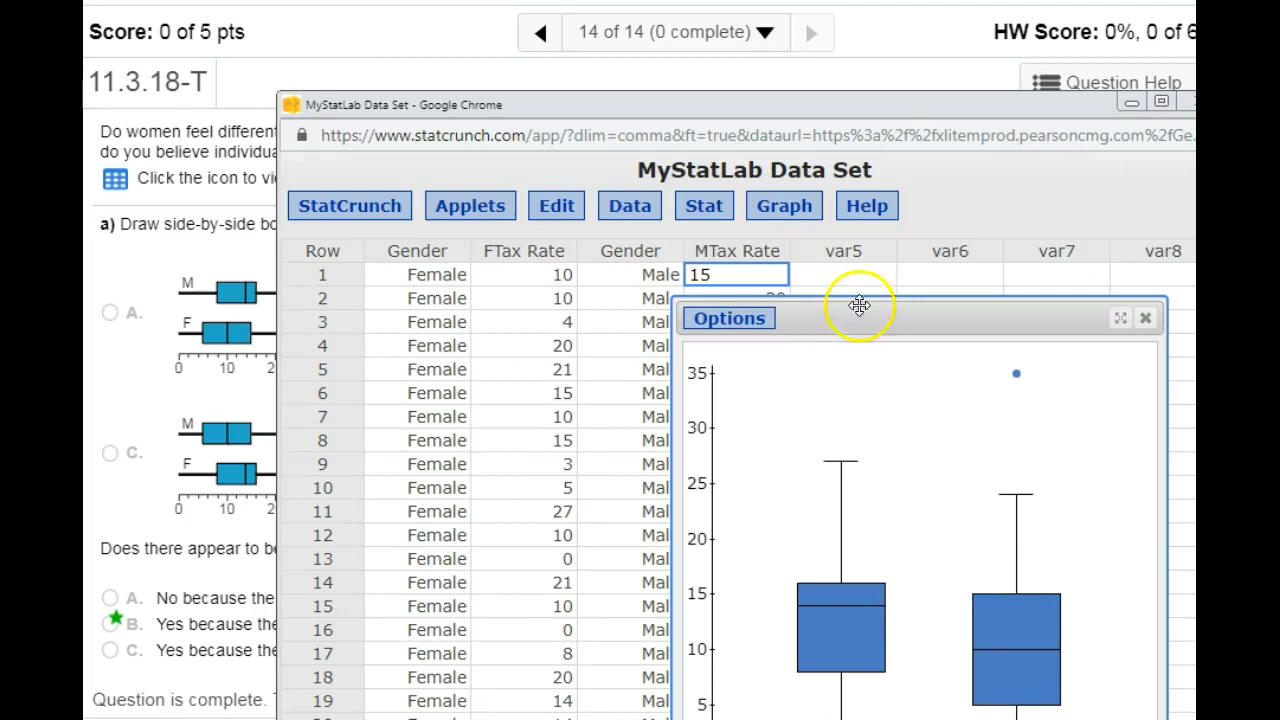 Score: 0 of 5 pts
14 of 14 (0 complete)
HW Score: 0%, 0 of 6
11.3.18-T
Question Help
Do women feel different
do you believe individua
Click the icon to vi
a) Draw side-by-side bo
M
A.
F
0 10 2
M
C.
F
0 10 2
Does there appear to be
A. No because the
B. Yes because the
C. Yes because the
Question is complete.
MyStatLab Data Set - Google Chrome
https://www.statcrunch.com/app/?dlim=comma&ft=true&dataurl=https%3a%2f%2fxlitemprod.pearsoncmg.com%2fGe.
MyStatLab Data Set
StatCrunch Applets Edit Data Stat Graph Help
Row Gender FTax Rate Gender MTax Rate var5 var6 var7 var8
1 Female 10 Male 15
2 Female 10 Mal
3 Female 4 Mal
4 Female 20 Mal
5 Female 21 Mal
6 Female 15 Mal
7 Female 10 Mal
8 Female 15 Mal
9 Female 3 Mal
10 Female 5 Mal
11 Female 27 Mal
12 Female 10 Mal
13 Female 0 Mal
14 Female 21 Mal
15 Female 10 Mal
16 Female 0 Mal
17 Female 8 Mal
18 Female 20 Mal
19 Female 14 Mal
Options
35
30
25
20
15
10
5